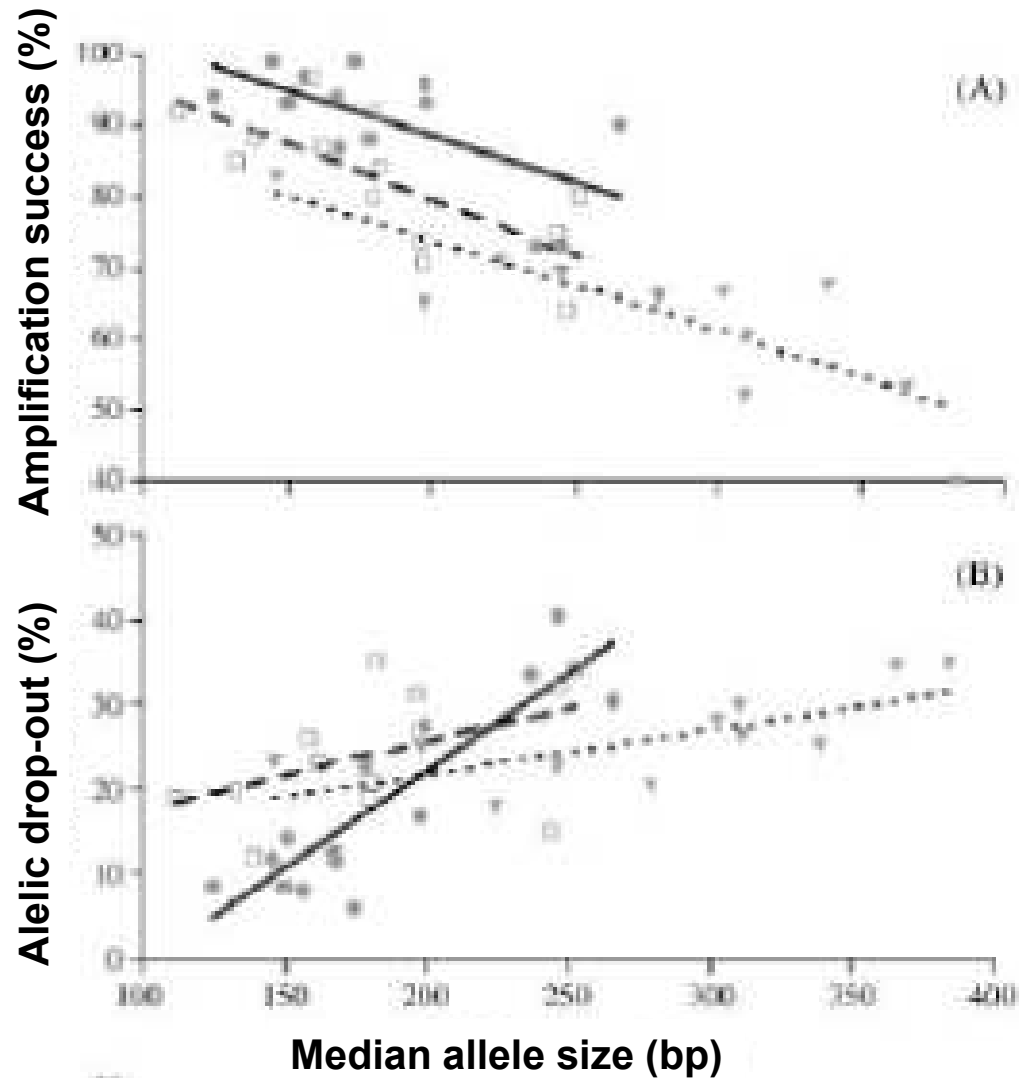 Amplification success (%)
100
90
80
70
60
50
40
(A)
Alelic drop-out (%)
50
40
30
20
10
0
(B)
100 150 200 250 300 350 400
Median allele size (bp)